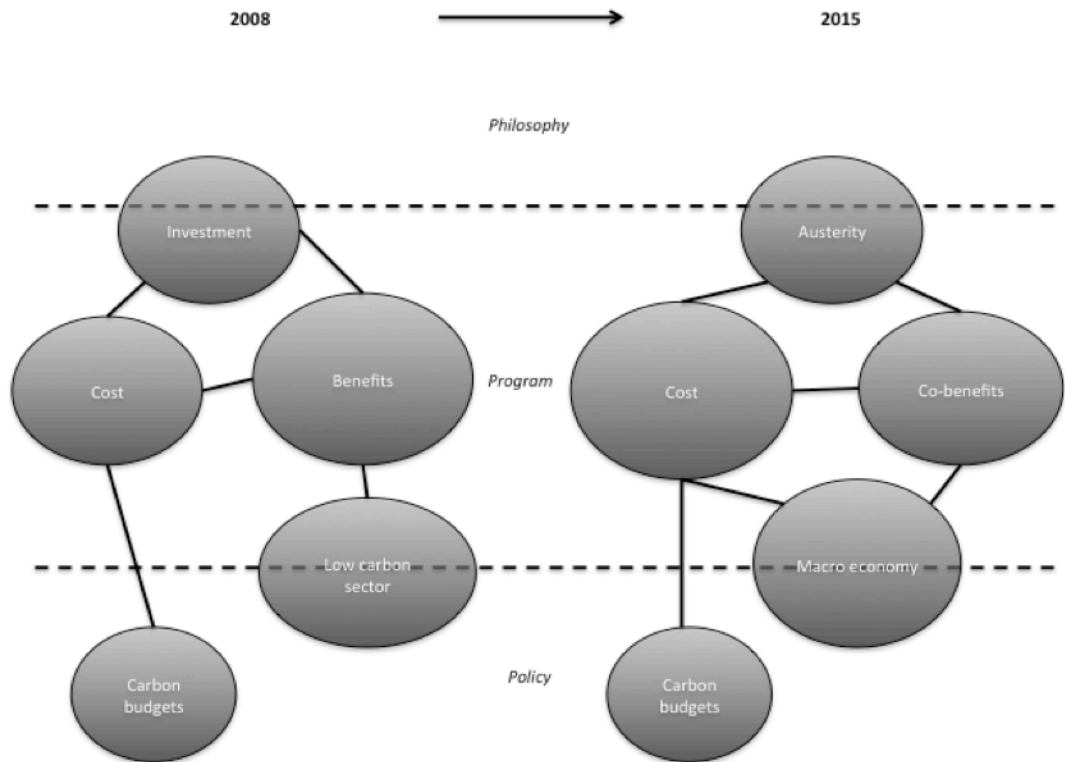 2008
2015
Philosophy
Investment
Austerity
Cost
Benefits
Program
Cost
Co-benefits
Low carbon
sector
Macro economy
Carbon
budgets
Policy
Carbon
budgets